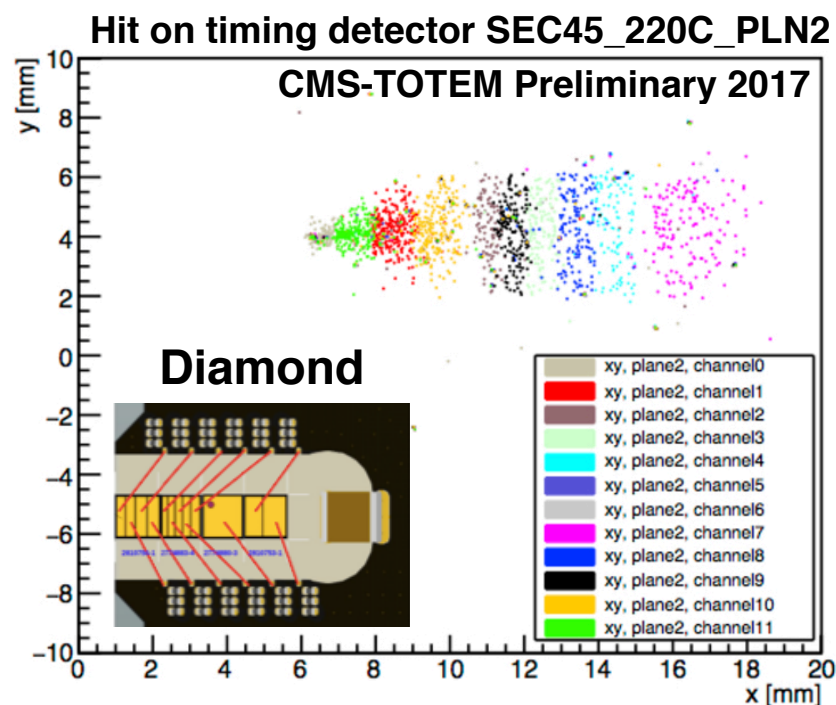 Hit on timing detector SEC45_220C_PLN2
CMS-TOTEM Preliminary 2017
y [mm]
10
8
6
4
2
0
−2
−4
−6
−8
−10
Diamond
xy, plane2, channel0
xy, plane2, channel1
xy, plane2, channel2
xy, plane2, channel3
xy, plane2, channel4
xy, plane2, channel5
xy, plane2, channel6
xy, plane2, channel7
xy, plane2, channel8
xy, plane2, channel9
xy, plane2, channel10
xy, plane2, channel11
0 2 4 6 8 10 12 14 16 18 20
x [mm]